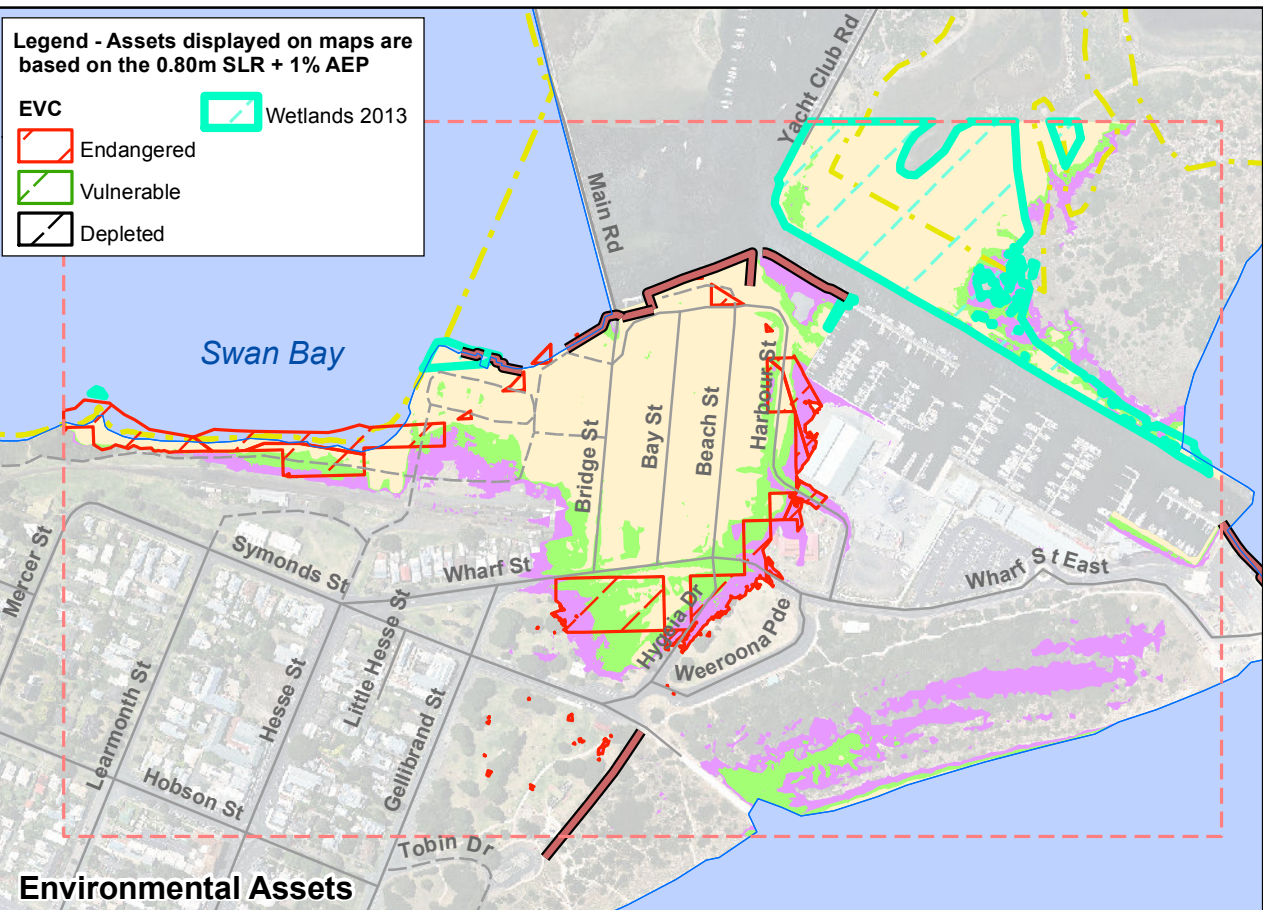 Legend - Assets displayed on maps are
based on the 0.80m SLR + 1% AEP
EVC
Wetlands 2013
Endangered
Vulnerable
Depleted
Yacht Club Rd
Main Rd
Swan Bay
Bridge St
Bay St
Beach St
Harbour St
Mercer St
Symonds St
Wharf St
Wharf St East
Hygeia Dr
Weeroona Pde
Learmonth St
Hesse St
Little Hesse St
Gellibrand St
Hobson St
Tobin Dr
Environmental Assets